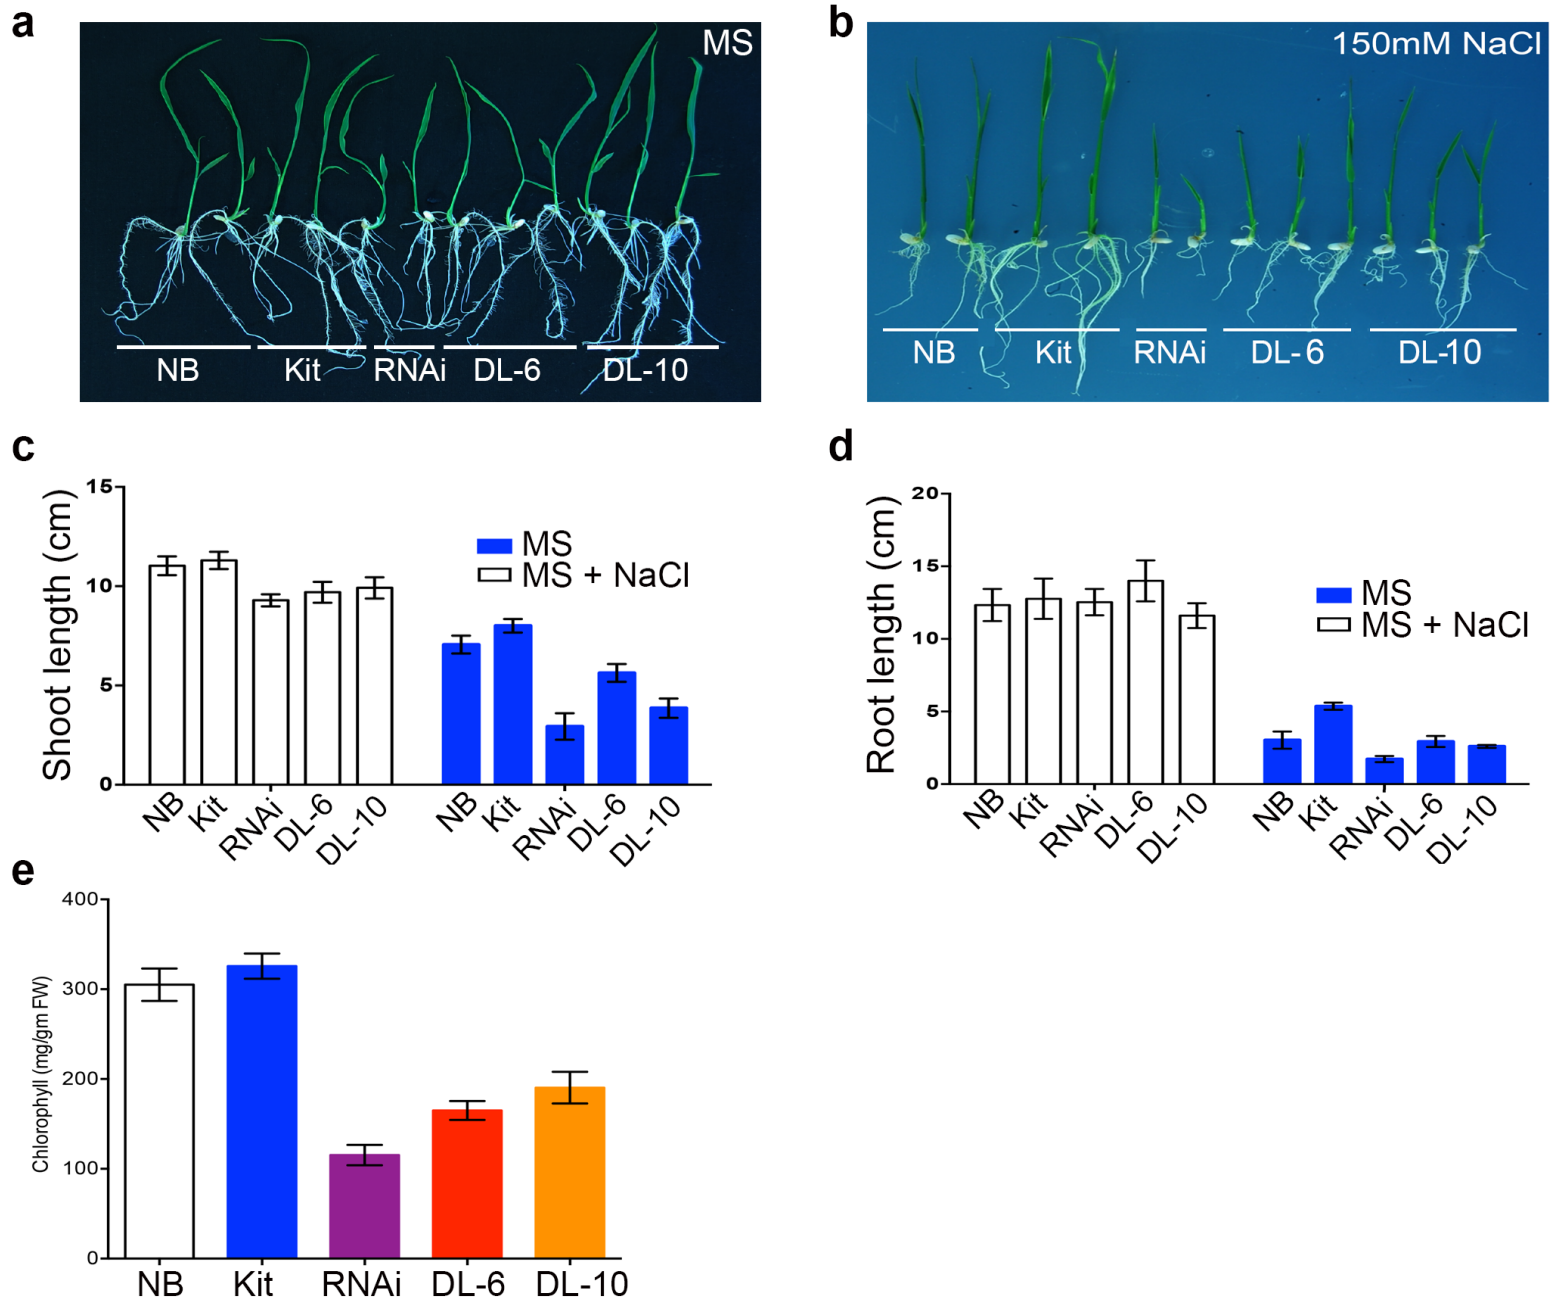 a
MS
NB Kit RNAi DL-6 DL-10
b
150mM NaCl
NB Kit RNAi DL-6 DL-10
c
Shoot length (cm)
15
10
5
0
MS
MS + NaCl
NB Kit RNAi DL-6 DL-10 NB Kit RNAi DL-6 DL-10
d
Root length (cm)
20
15
10
5
0
MS
MS + NaCl
NB Kit RNAi DL-6 DL-10 NB Kit RNAi DL-6 DL-10
e
Chlorophyll (mg/gm FW)
400
300
200
100
0
NB Kit RNAi DL-6 DL-10